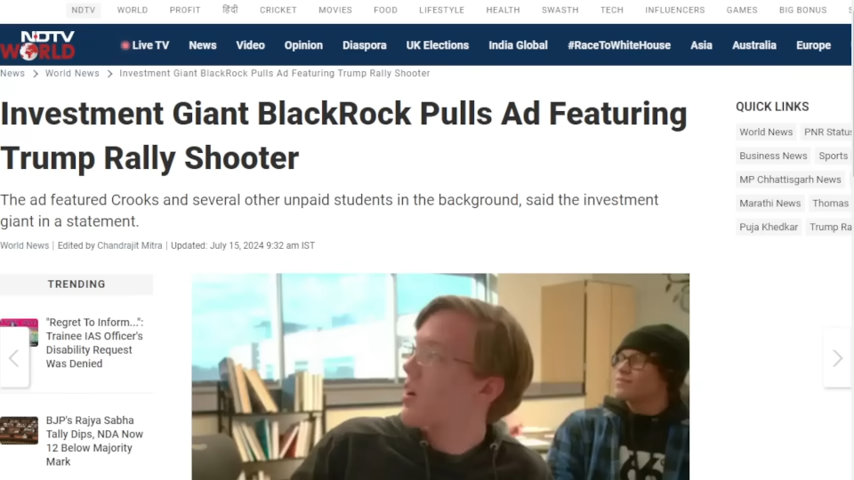 NDTV WORLD PROFIT हिंदी CRICKET MOVIES FOOD LIFESTYLE HEALTH SWASTH TECH INFLUENCERS GAMES BIG BONUS
NDTV
WORLD
Live TV News Video Opinion Diaspora UK Elections India Global #RaceToWhiteHouse Asia Australia Europe
News > World News > Investment Giant BlackRock Pulls Ad Featuring Trump Rally Shooter
Investment Giant BlackRock Pulls Ad Featuring
Trump Rally Shooter
The ad featured Crooks and several other unpaid students in the background, said the investment
giant in a statement.
World News | Edited by Chandrajit Mitra | Updated: July 15, 2024 9:32 am IST
TRENDING
"Regret To Inform...":
Trainee IAS Officer's
Disability Request
Was Denied
BJP's Rajya Sabha
Tally Dips, NDA Now
12 Below Majority
Mark
66
QUICK LINKS
World News PNR Status
Business News Sports
MP Chhattisgarh News
Marathi News Thomas
Puja Khedkar Trump Ra